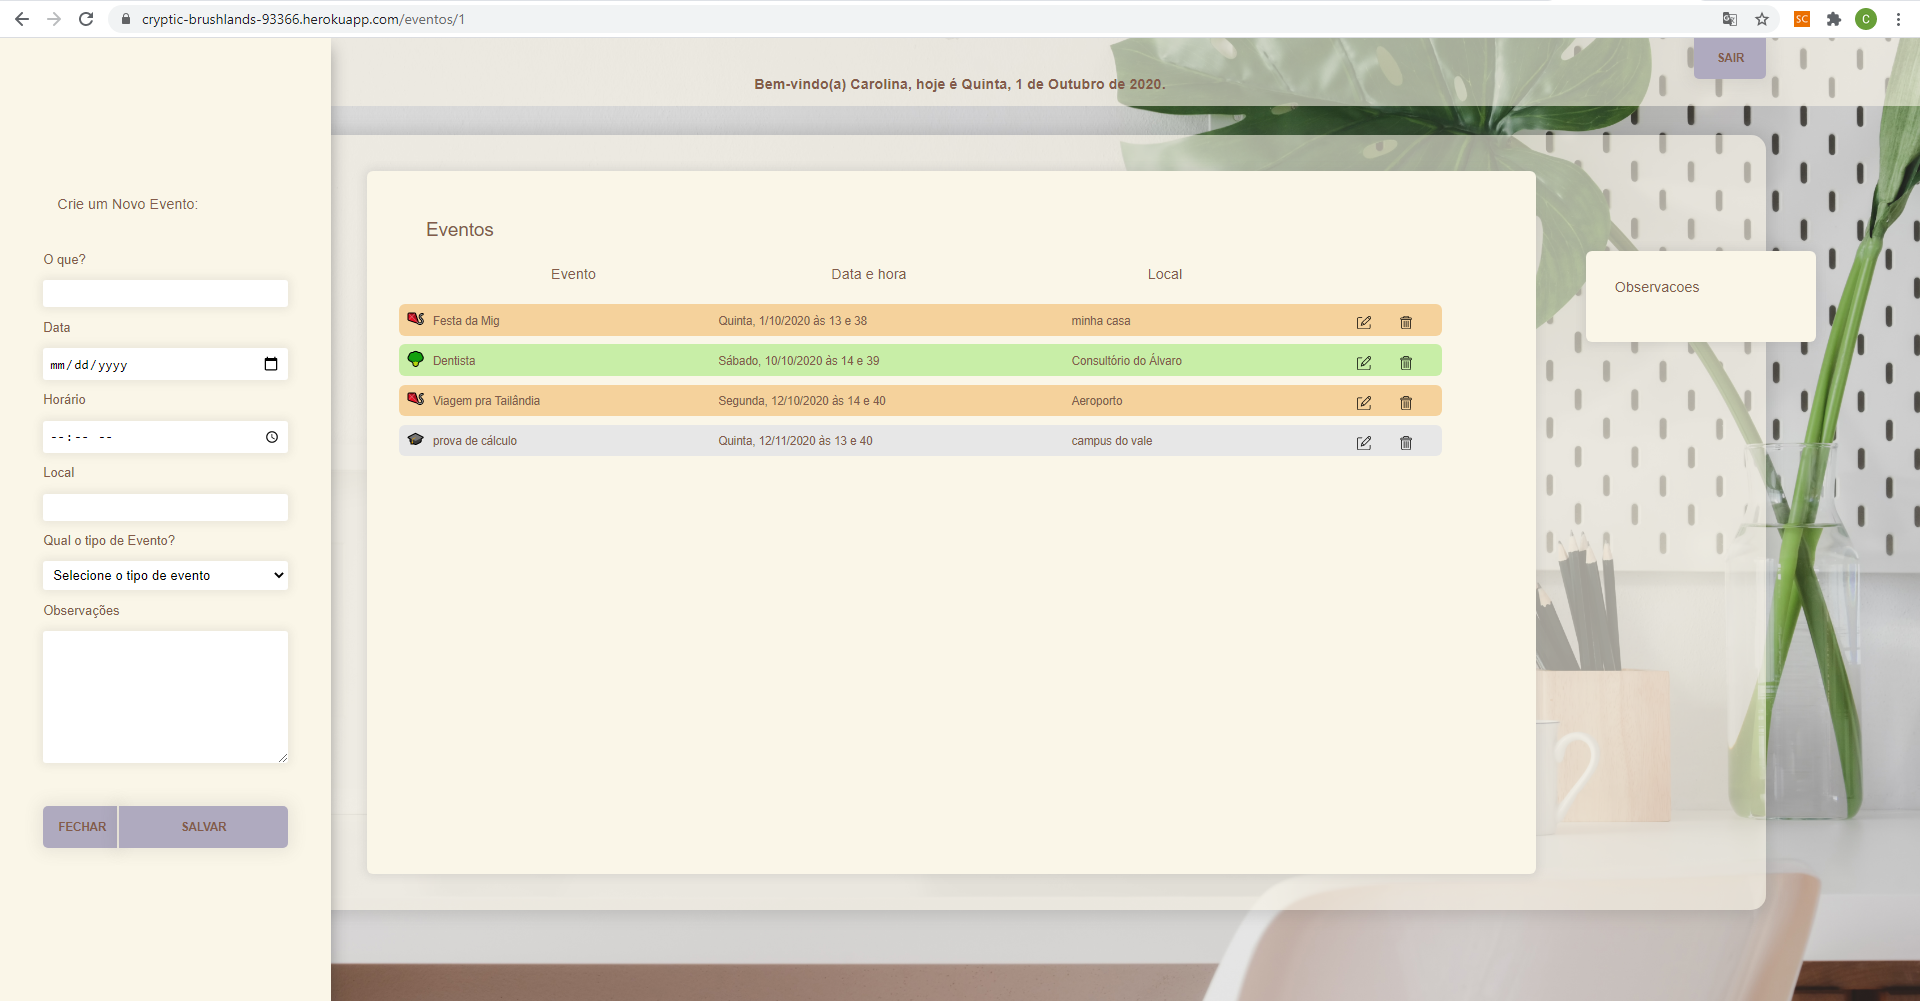 cryptic-brushlands-93366.herokuapp.com/eventos/1
SC
C
SAIR
Bem-vindo(a) Carolina, hoje é Quinta, 1 de Outubro de 2020.
Crie um Novo Evento:
O que?
Data
mm/dd/yyyy
Horário
--:-- --
Local
Qual o tipo de Evento?
Selecione o tipo de evento
Observações
FECHAR SALVAR
Eventos
Evento Data e hora Local
Festa da Mig Quinta, 1/10/2020 às 13 e 38 minha casa
Dentista Sábado, 10/10/2020 às 14 e 39 Consultório do Álvaro
Viagem pra Tailândia Segunda, 12/10/2020 às 14 e 40 Aeroporto
prova de cálculo Quinta, 12/11/2020 às 13 e 40 campus do vale
Observacoes